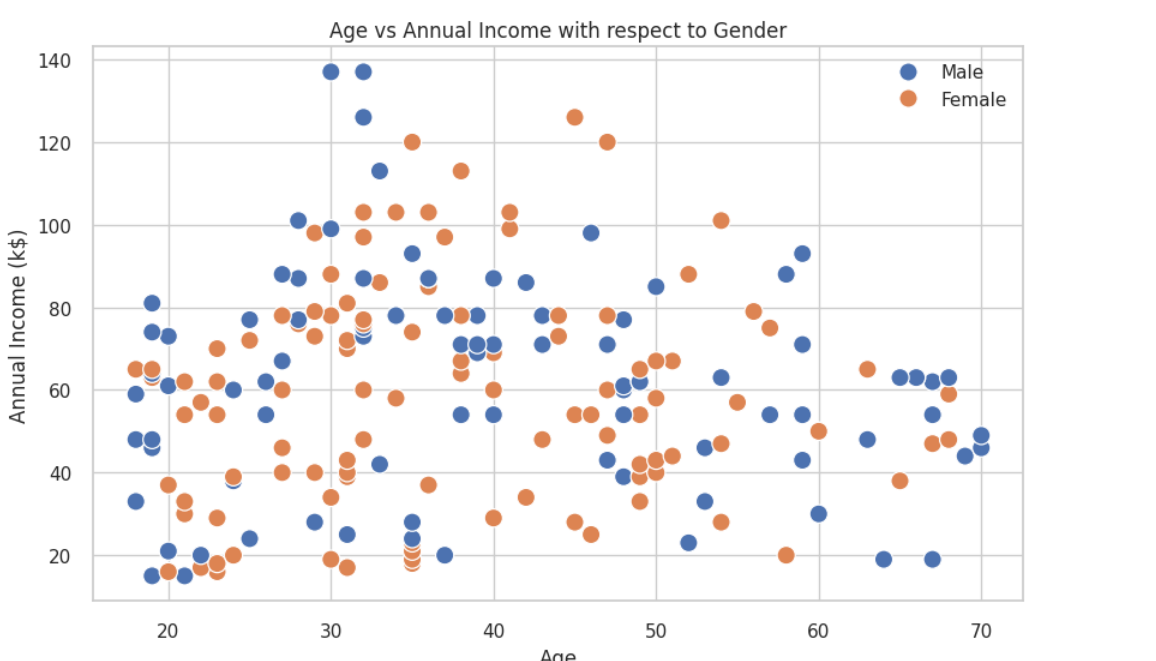 Age vs Annual Income with respect to Gender
Male
Female
Annual Income (k$)
140
120
100
80
60
40
20
20 30 40 50 60 70
Age